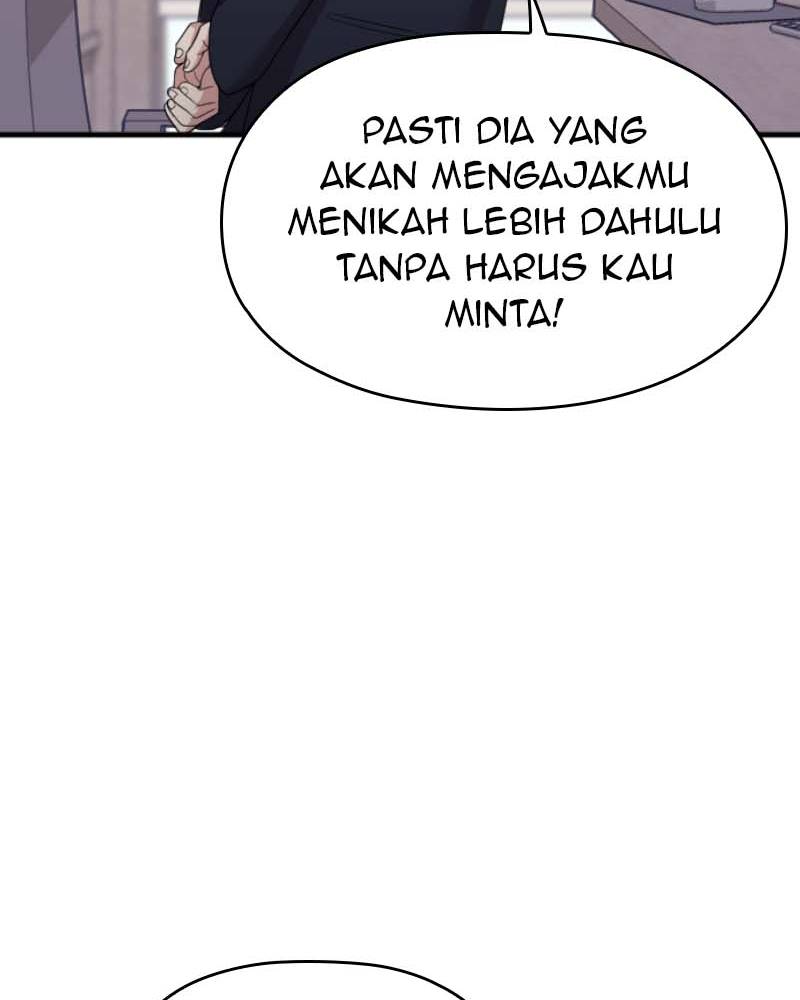 PASTI DIA YANG
AKAN MENGAJAKMU
MENIKAH LEBIH DAHULU
TANPA HARUS KAU
MINTA!